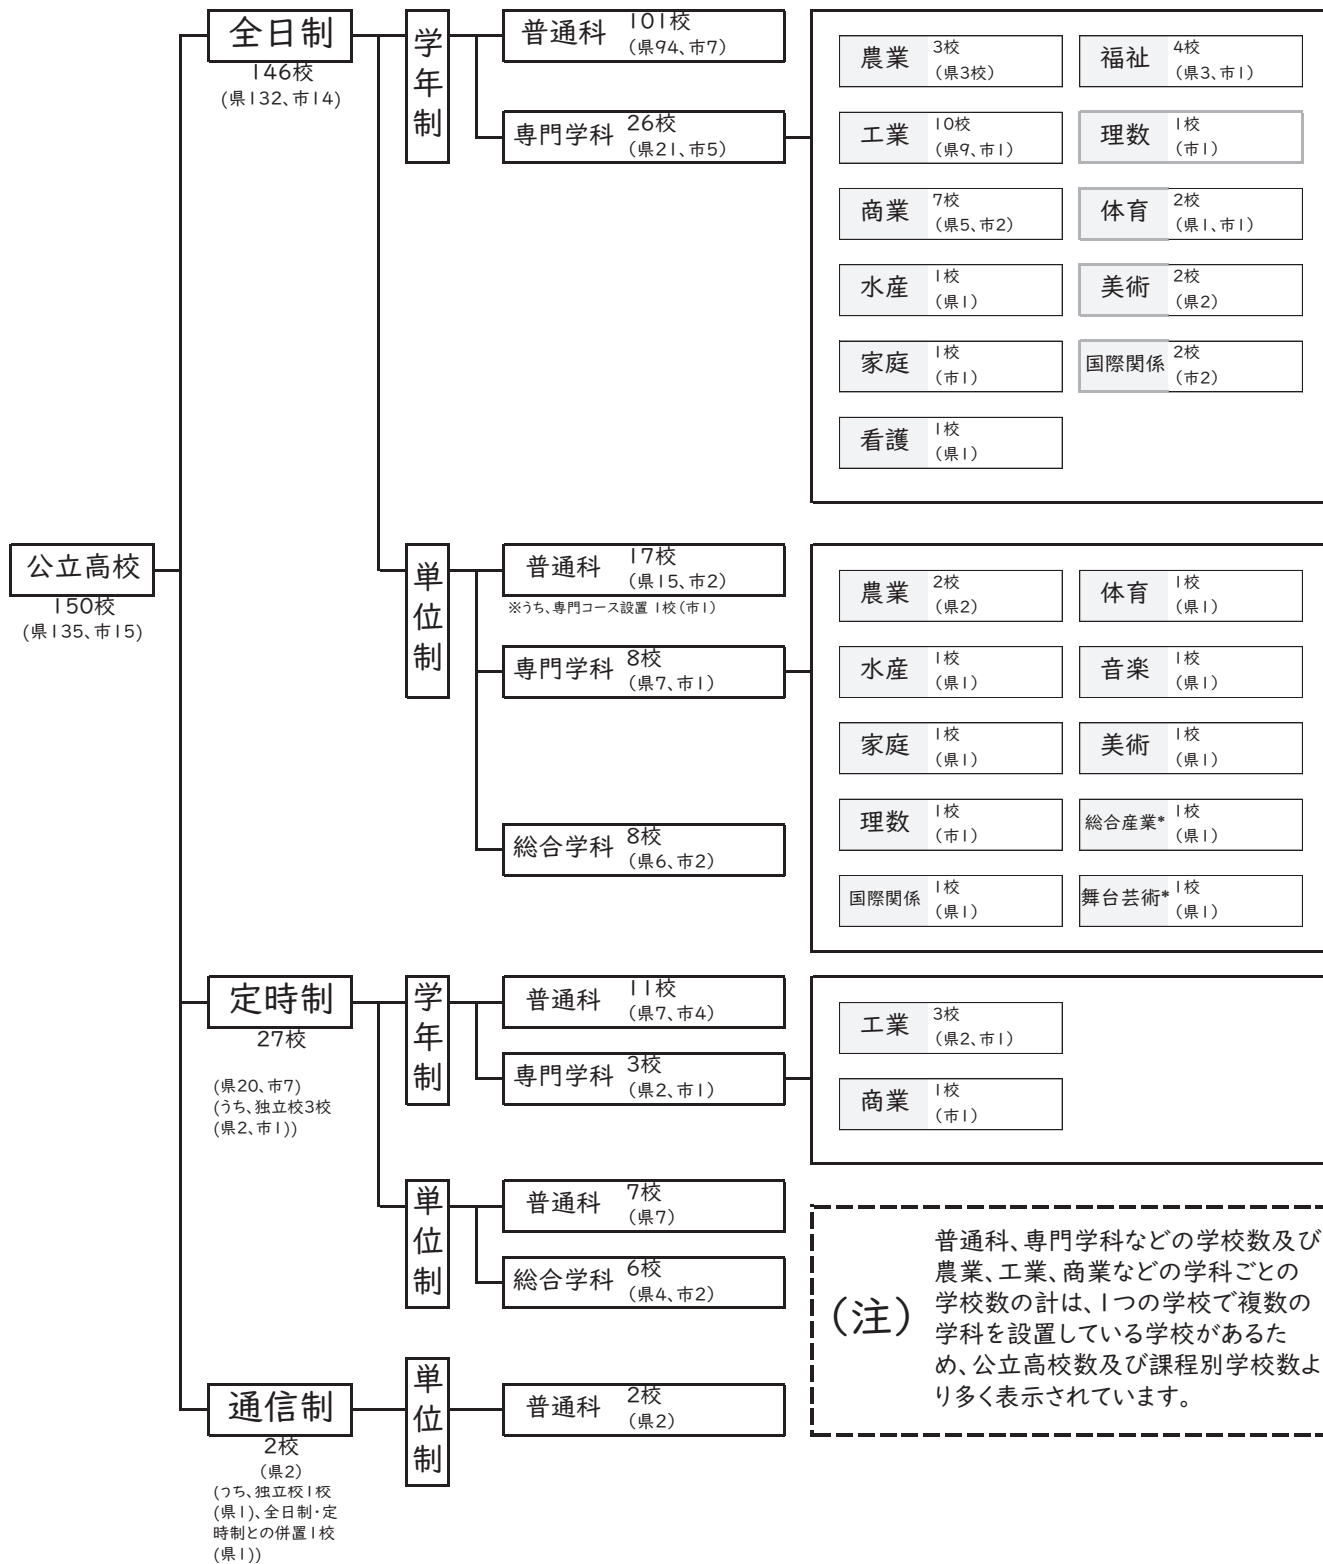 公立高校
150校
(県135、市15)
全日制
146校
(県132、市14)
学年制
普通科
101校
(県94、市7)
専門学科
26校
(県21、市5)
農業
3校
(県3校)
福祉
4校
(県3、市1)
工業
10校
(県9、市1)
理数
1校
(市1)
商業
7校
(県5、市2)
体育
2校
(県1、市1)
水産
1校
(県1)
美術
2校
(県2)
家庭
1校
(市1)
国際関係
2校
(市2)
看護
1校
(県1)
単位制
普通科
17校
(県15、市2)
※うち、専門コース設置 1校(市1)
専門学科
8校
(県7、市1)
総合学科
8校
(県6、市2)
農業
2校
(県2)
体育
1校
(県1)
水産
1校
(県1)
音楽
1校
(県1)
家庭
1校
(県1)
美術
1校
(県1)
理数
1校
(市1)
総合産業*
1校
(県1)
国際関係
1校
(県1)
舞台芸術*
1校
(県1)
定時制
27校
(県20、市7)
(うち、独立校3校
(県2、市1))
学年制
普通科
11校
(県7、市4)
専門学科
3校
(県2、市1)
工業
3校
(県2、市1)
商業
1校
(市1)
単位制
普通科
7校
(県7)
総合学科
6校
(県4、市2)
通信制
2校
(県2)
(うち、独立校1校
(県1)、全日制・定
時制との併置1校
(県1))
単位制
普通科
2校
(県2)
(注)
普通科、専門学科などの学校数及び
農業、工業、商業などの学科ごとの
学校数の計は、1つの学校で複数の
学科を設置している学校があるた
め、公立高校数及び課程別学校数よ
り多く表示されています。